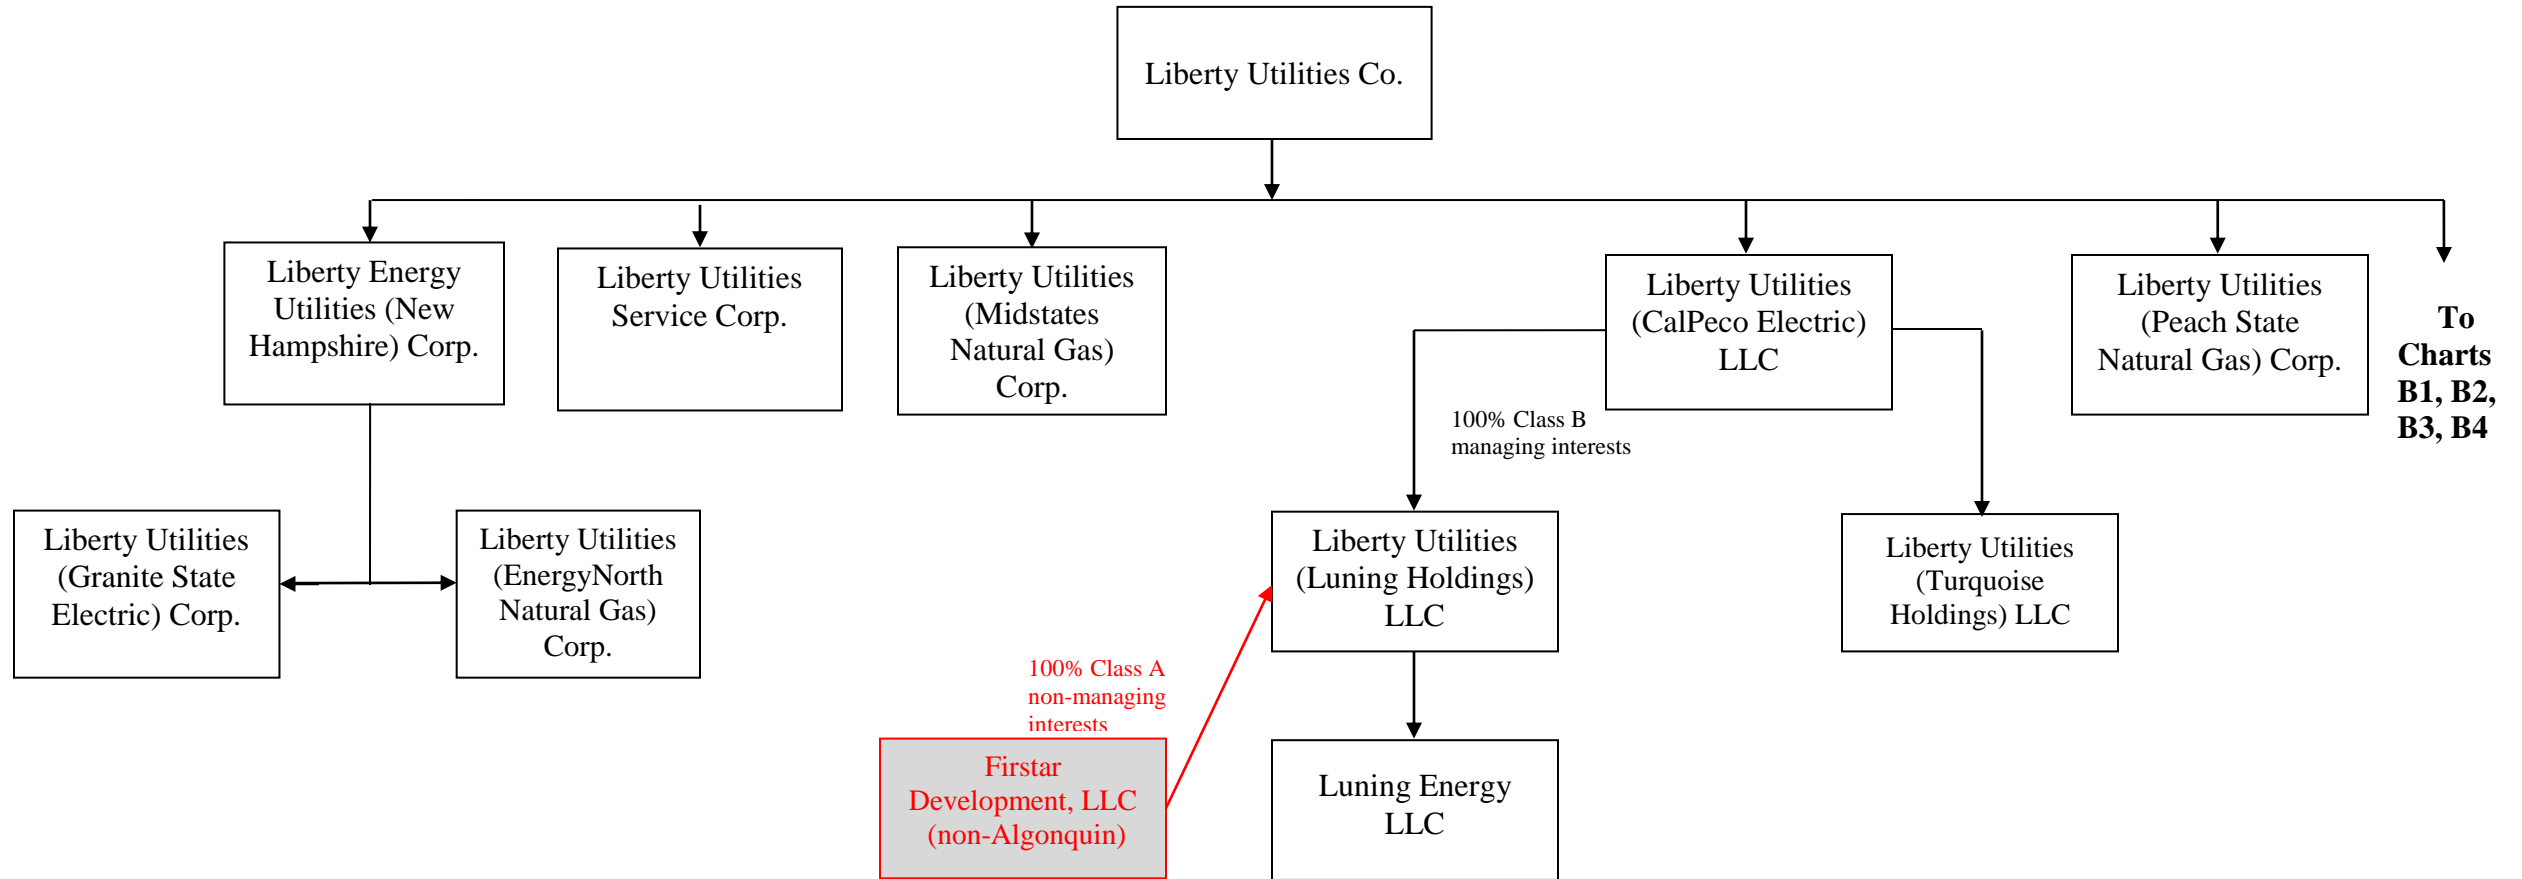 Liberty Utilities Co.
Liberty Energy
Utilities (New
Hampshire) Corp.
Liberty Utilities
Service Corp.
Liberty Utilities
(Midstates
Natural Gas)
Corp.
Liberty Utilities
(CalPeco Electric)
LLC
Liberty Utilities
(Peach State
Natural Gas) Corp.
To
Charts
B1, B2,
B3, B4
100% Class B
managing interests
Liberty Utilities
(Granite State
Electric) Corp.
Liberty Utilities
(EnergyNorth
Natural Gas)
Corp.
Liberty Utilities
(Luning Holdings)
LLC
Liberty Utilities
(Turquoise
Holdings) LLC
100% Class A
non-managing
interests
Firstar
Development, LLC
(non-Algonquin)
Luning Energy
LLC